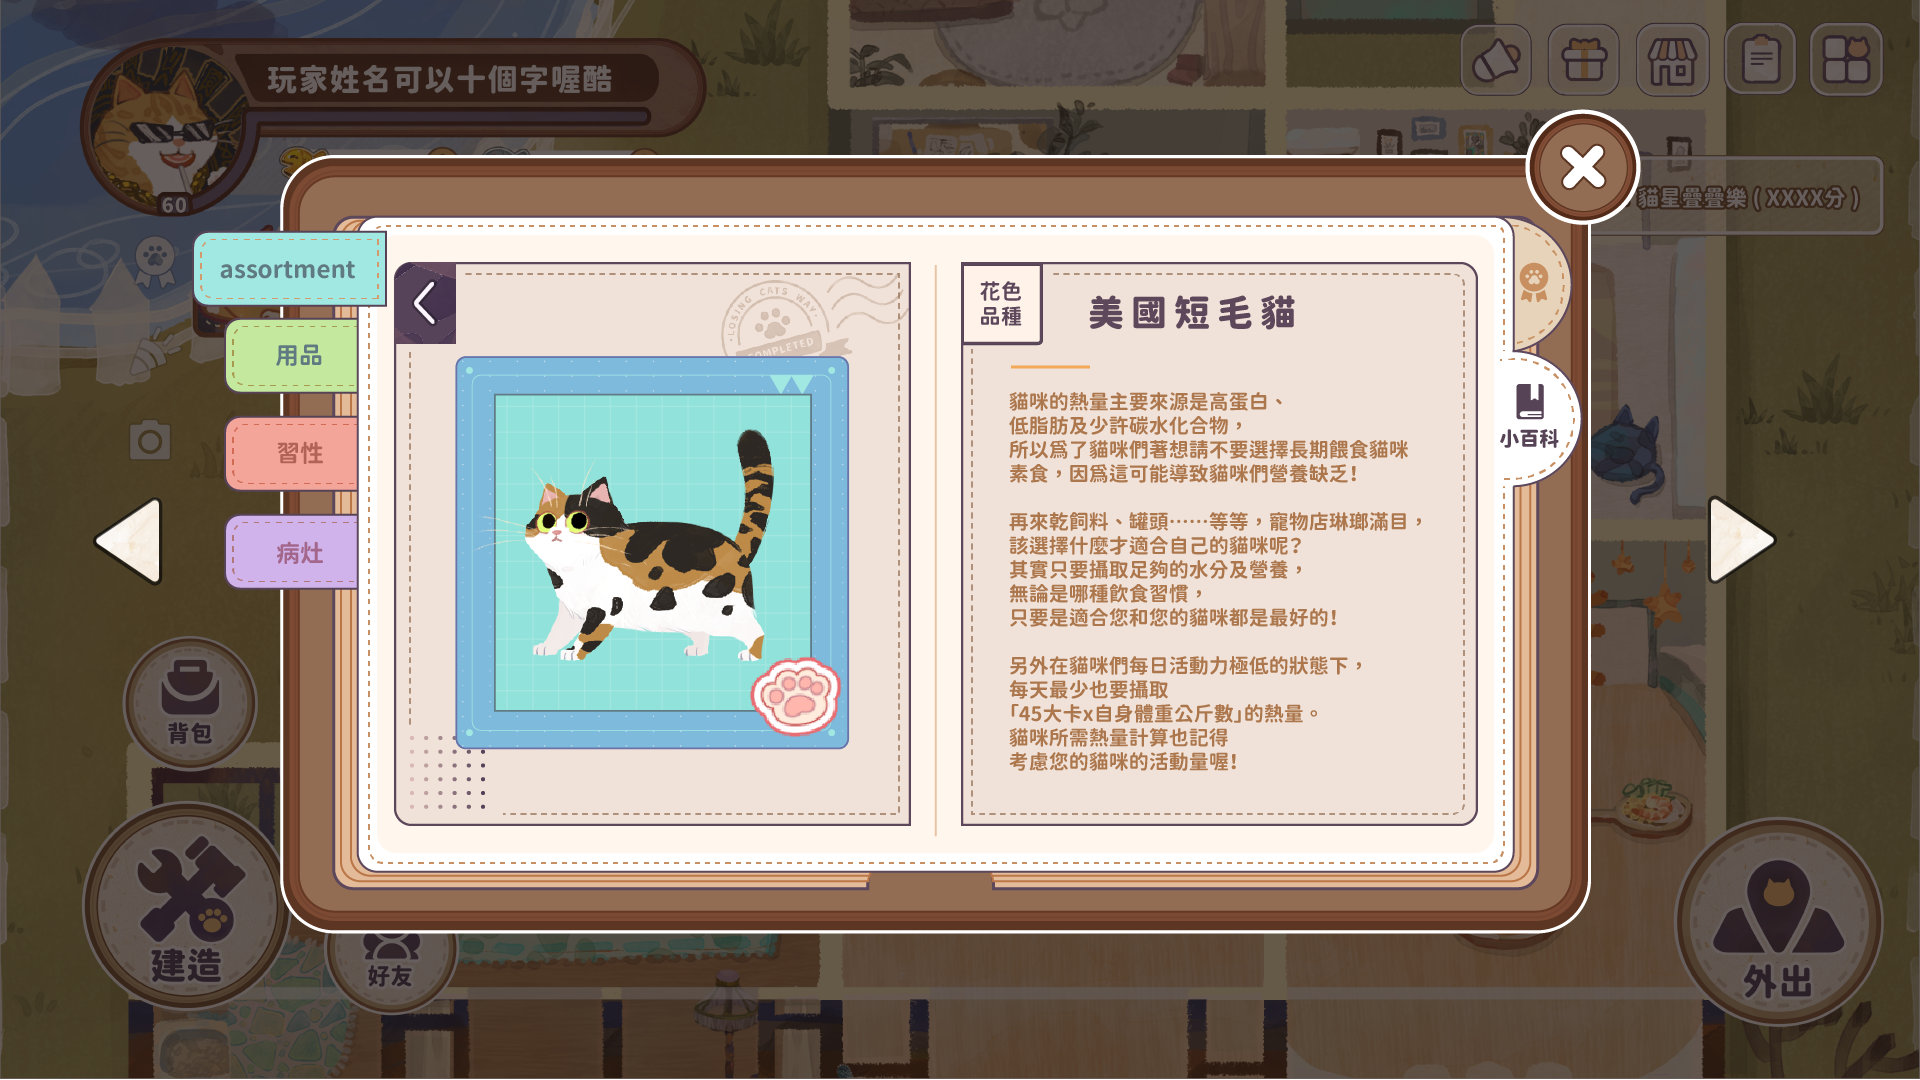 玩家姓名可以十個字喔酷
60
貓星疊疊樂 ( XXXX分 )
assortment
用品
習性
病灶
LOSING CATS WAY
COMPLETED
花色
品種
美國短毛貓
貓咪的熱量主要來源是高蛋白、
低脂肪及少許碳水化合物，
所以爲了貓咪們著想請不要選擇長期餵食貓咪
素食，因爲這可能導致貓咪們營養缺乏!
再來乾飼料、罐頭⋯⋯等等，寵物店琳瑯滿目，
該選擇什麼才適合自己的貓咪呢?
其實只要攝取足夠的水分及營養，
無論是哪種飲食習慣，
只要是適合您和您的貓咪都是最好的!
另外在貓咪們每日活動力極低的狀態下，
每天最少也要攝取
「45大卡x自身體重公斤數」的熱量。
貓咪所需熱量計算也記得
考慮您的貓咪的活動量喔!
小百科
背包
建造
好友
外出